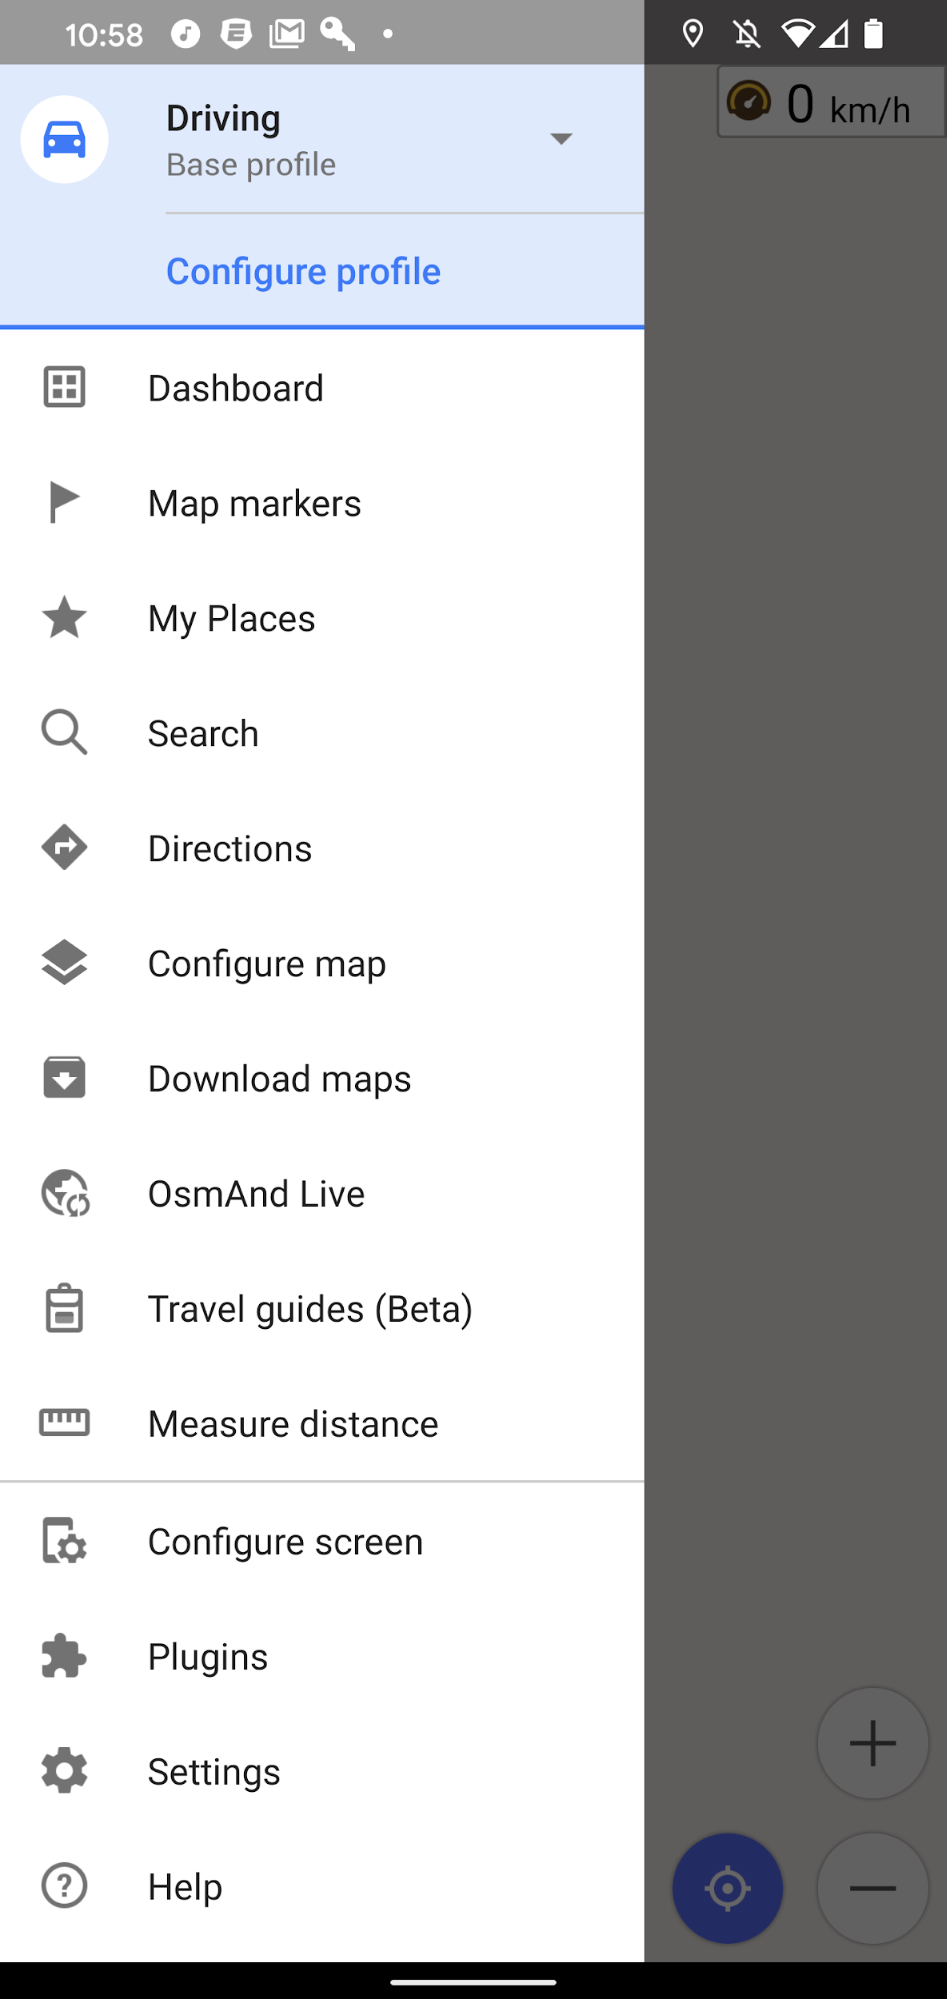 10:58
0 km/h
Driving
Base profile
Configure profile
Dashboard
Map markers
My Places
Search
Directions
Configure map
Download maps
OsmAnd Live
Travel guides (Beta)
Measure distance
Configure screen
Plugins
Settings
Help